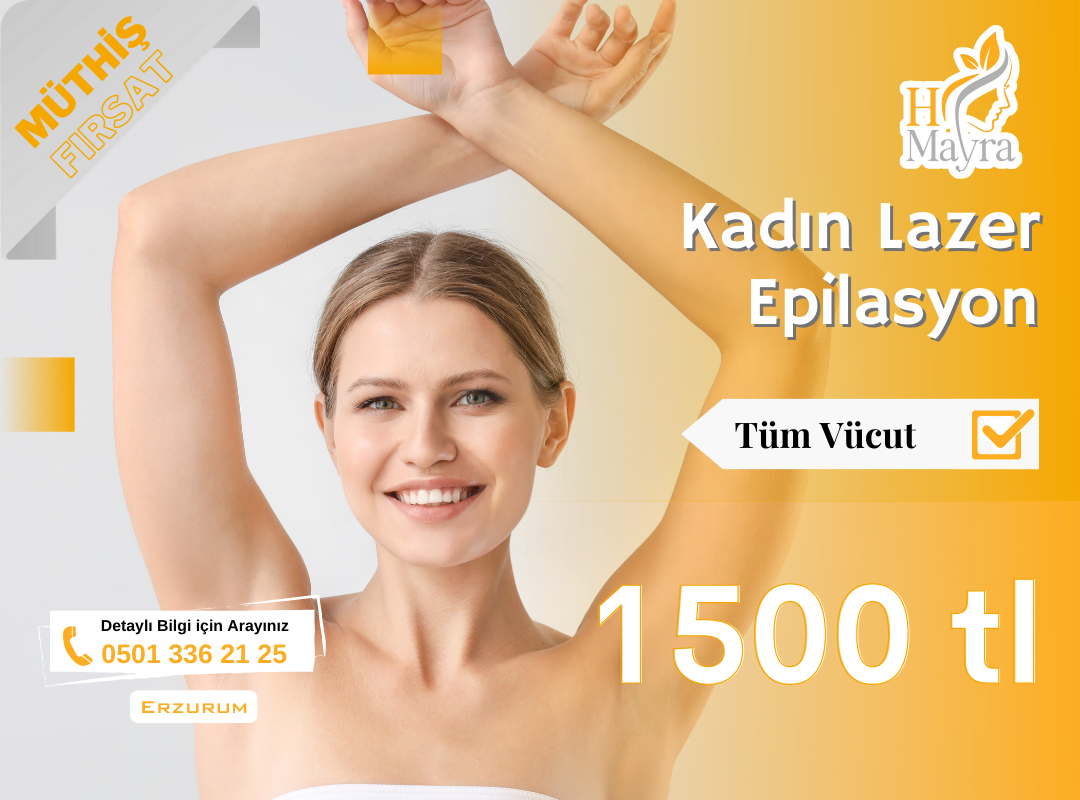 MÜTHİŞ
FIRSAT
H
Mayra
Kadın Lazer
Epilasyon
Tüm Vücut
1500 tl
Detaylı Bilgi için Arayınız
0501 336 21 25
ERZURUM